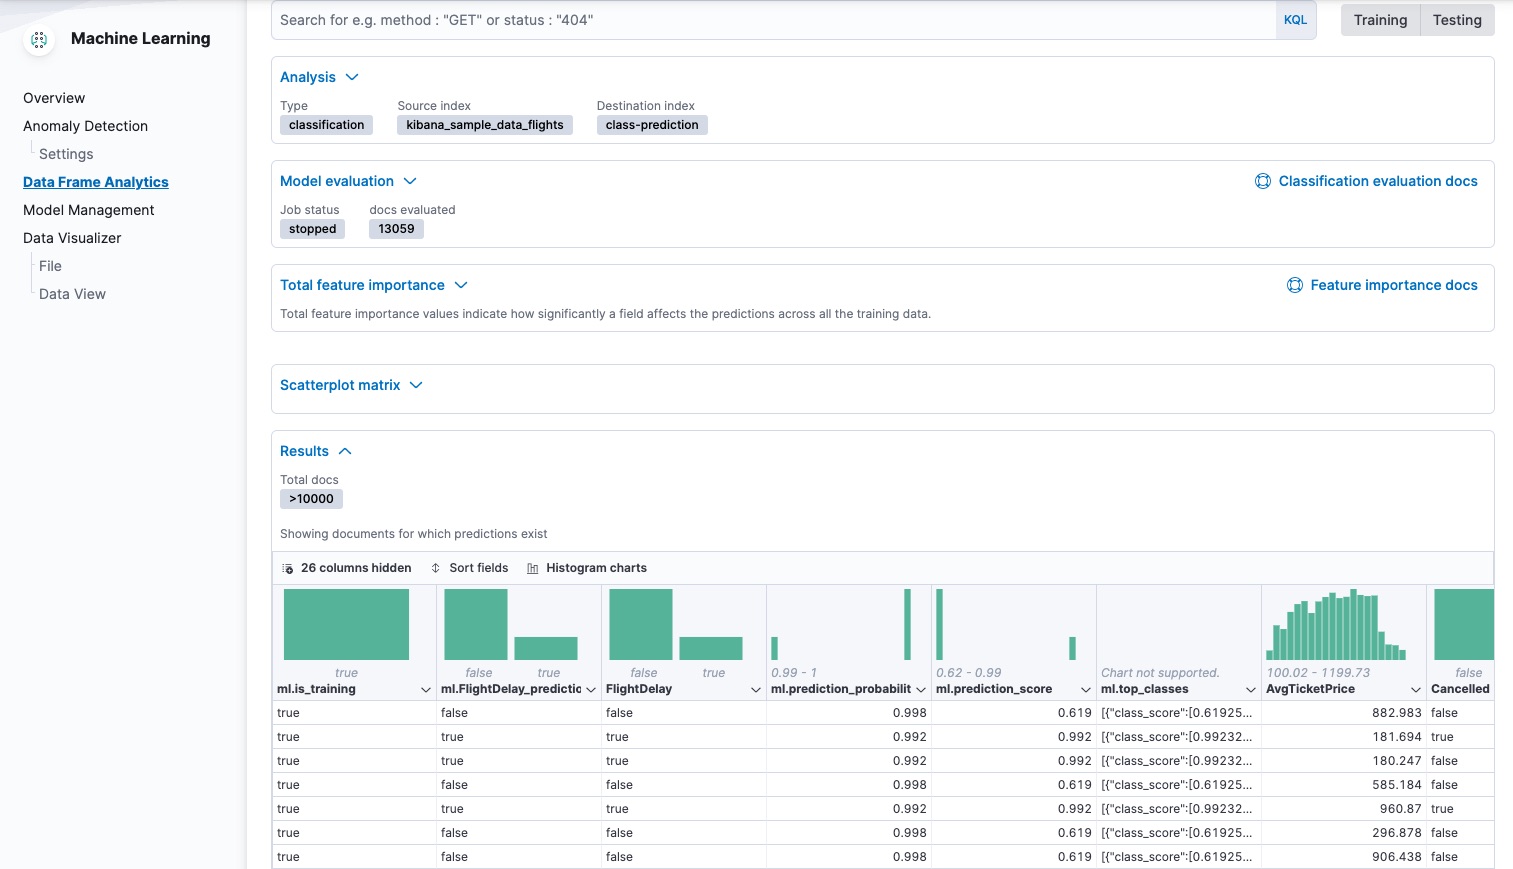 Machine Learning
Overview
Anomaly Detection
Settings
Data Frame Analytics
Model Management
Data Visualizer
File
Data View
Search for e.g. method : "GET" or status : "404"
KQL
Training Testing
Analysis
Type Source index Destination index
classification kibana_sample_data_flights class-prediction
Model evaluation Classification evaluation docs
Job status docs evaluated
stopped 13059
Total feature importance Feature importance docs
Total feature importance values indicate how significantly a field affects the predictions across all the training data.
Scatterplot matrix
Results
Total docs
>10000
Showing documents for which predictions exist
26 columns hidden Sort fields Histogram charts
true false true false true 0.99 - 1 0.62 - 0.99 Chart not supported. 100.02 - 1199.73 false
ml.is_training ml.FlightDelay_predictic FlightDelay ml.prediction_probabilit ml.prediction_score ml.top_classes AvgTicketPrice Cancelled
true false false 0.998 0.619 [{"class_score":[0.61925... 882.983 false
true true true 0.992 0.992 [{"class_score":[0.99232... 181.694 true
true true true 0.992 0.992 [{"class_score":[0.99232... 180.247 false
true false false 0.998 0.619 [{"class_score":[0.61925... 585.184 false
true true true 0.992 0.992 [{"class_score":[0.99232... 960.87 true
true false false 0.998 0.619 [{"class_score":[0.61925... 296.878 false
true false false 0.998 0.619 [{"class_score":[0.61925... 906.438 false